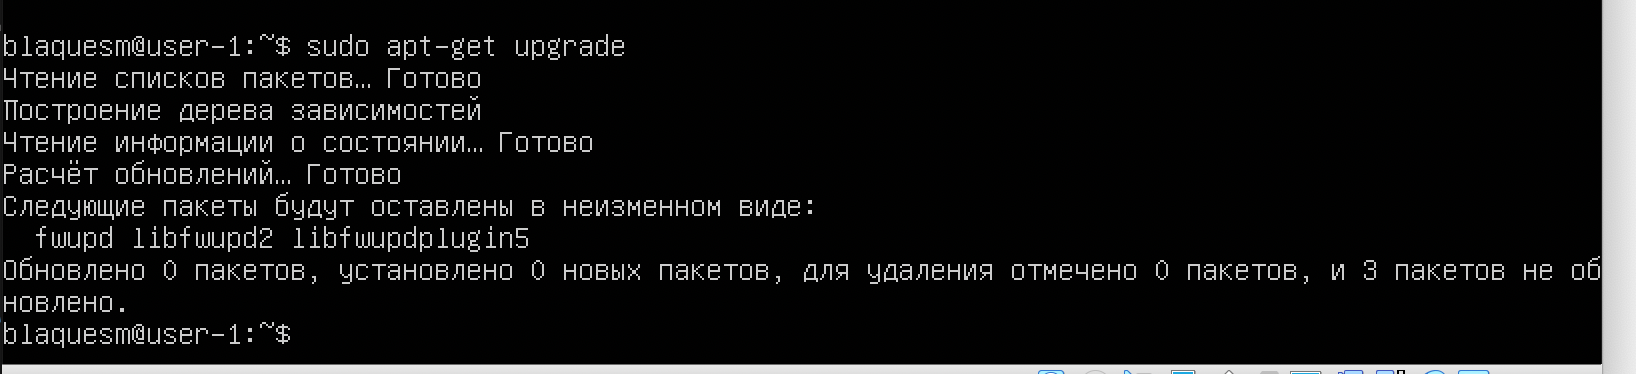 blaquesm@user-1:~$ sudo apt-get upgrade
Чтение списков пакетов… Готово
Построение дерева зависимостей
Чтение информации о состоянии… Готово
Расчёт обновлений… Готово
Следующие пакеты будут оставлены в неизменном виде:
  fwupd libfwupd2 libfwupdplugin5
Обновлено 0 пакетов, установлено 0 новых пакетов, для удаления отмечено 0 пакетов, и 3 пакетов не об
новлено.
blaquesm@user-1:~$